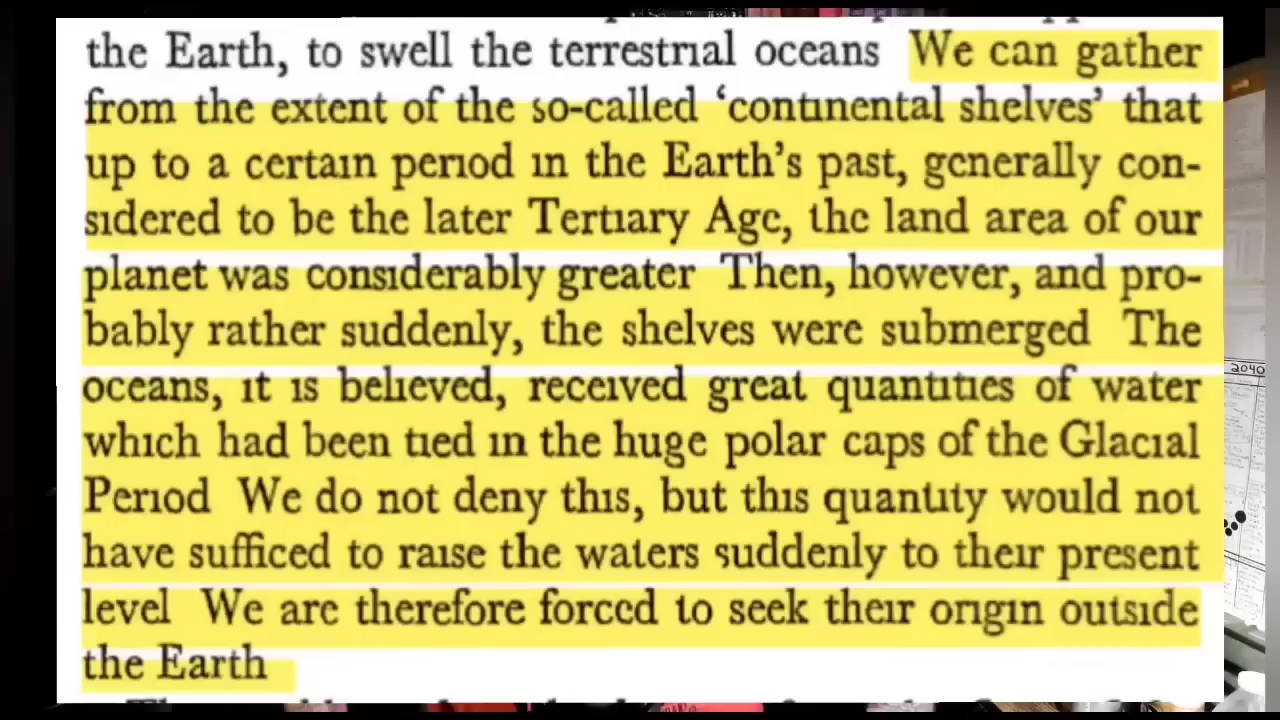 the Earth, to swell the terrestrial oceans We can gather
from the extent of the so-called ‘continental shelves’ that
up to a certain period in the Earth’s past, generally con-
sidered to be the later Tertiary Age, the land area of our
planet was considerably greater Then, however, and pro-
bably rather suddenly, the shelves were submerged The
oceans, it is believed, received great quantities of water
which had been tied in the huge polar caps of the Glacial
Period We do not deny this, but this quantity would not
have sufficed to raise the waters suddenly to their present
level We are therefore forced to seek their origin outside
the Earth
2040